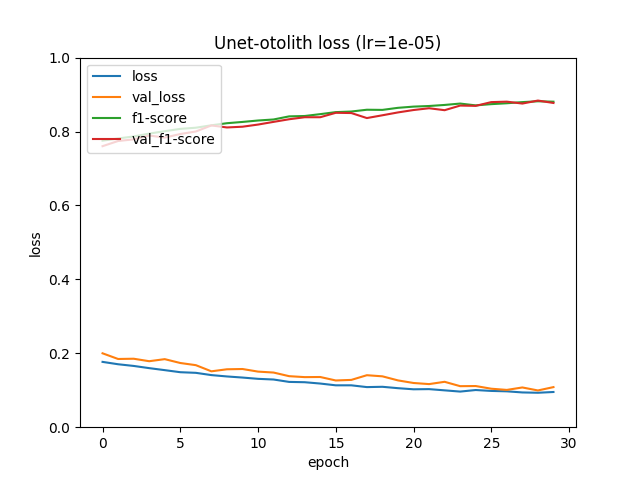 Unet-otolith loss (lr=1e-05)
loss
val_loss
f1-score
val_f1-score
1.0
0.8
0.6
0.4
0.2
0.0
loss
0 5 10 15 20 25 30
epoch